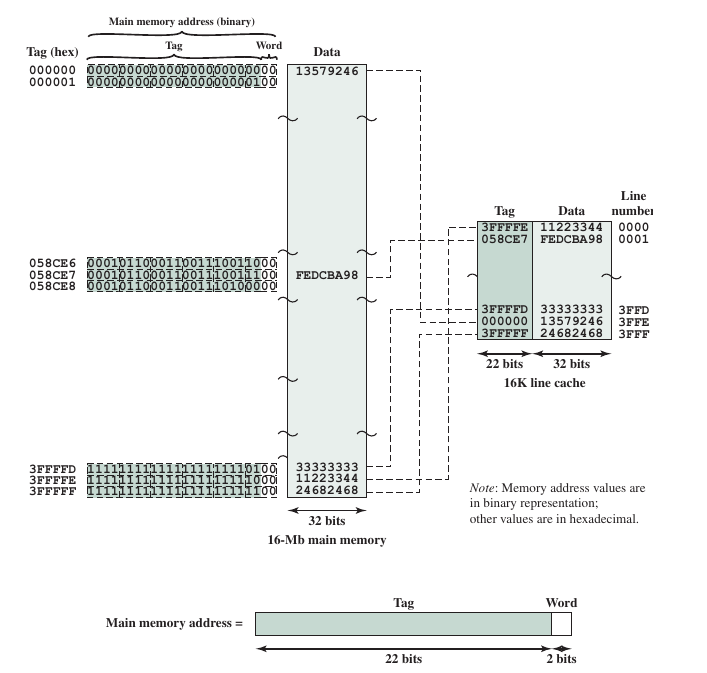 Main memory address (binary)
Tag (hex) Tag Word Data
000000 000000000000000000000000 13579246
000001 000000000000000000000100
Line
Tag Data number
3FFFFE 11223344 0000
058CE7 FEDCBA98 0001
058CE6 000101100011001110011000
058CE7 000101100011001110011100 FEDCBA98
058CE8 000101100011001110100000
3FFFFD 33333333 3FFD
000000 13579246 3FFE
3FFFFF 24682468 3FFF
22 bits 32 bits
16K line cache
3FFFFD 111111111111111111110100 33333333
3FFFFE 111111111111111111111000 11223344
3FFFFF 111111111111111111111100 24682468
32 bits
16-Mb main memory
Note: Memory address values are
in binary representation;
other values are in hexadecimal.
Tag Word
Main memory address =
22 bits 2 bits